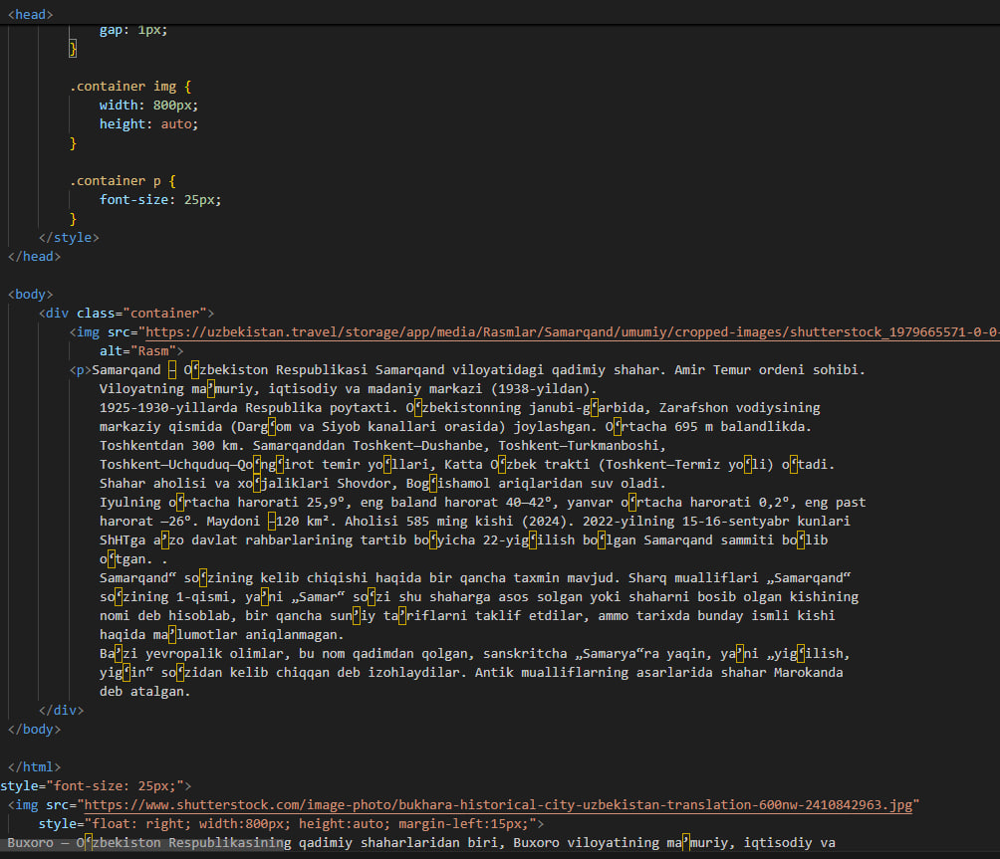 <head>
gap: 1px;
}
.container img {
width: 800px;
height: auto;
}
.container p {
font-size: 25px;
}
</style>
</head>
<body>
<div class="container">
<img src="https://uzbekistan.travel/storage/app/media/Rasmlar/Samarqand/umumiy/cropped-images/shutterstock_1979665571-0-0-
alt="Rasm">
<p>Samarqand – Oʻzbekiston Respublikasi Samarqand viloyatidagi qadimiy shahar. Amir Temur ordeni sohibi.
Viloyatning maʼmuriy, iqtisodiy va madaniy markazi (1938-yildan).
1925-1930-yillarda Respublika poytaxti. Oʻzbekistonning janubi-gʻarbida, Zarafshon vodiysining
markaziy qismida (Dargʻom va Siyob kanallari orasida) joylashgan. Oʻrtacha 695 m balandlikda.
Toshkentdan 300 km. Samarqanddan Toshkent—Dushanbe, Toshkent—Turkmanboshi,
Toshkent—Uchquduq—Qoʻngʻirot temir yoʻllari, Katta Oʻzbek trakti (Toshkent—Termiz yoʻli) oʻtadi.
Shahar aholisi va xoʻjaliklari Shovdor, Bogʻishamol ariqlaridan suv oladi.
Iyulning oʻrtacha harorati 25,9°, eng baland harorat 40—42°, yanvar oʻrtacha harorati 0,2°, eng past
harorat —26°. Maydoni –120 km². Aholisi 585 ming kishi (2024). 2022-yilning 15-16-sentyabr kunlari
ShHTga aʼzo davlat rahbarlarining tartib boʻyicha 22-yigʻilish boʻlgan Samarqand sammiti boʻlib
oʻtgan. .
Samarqand“ soʻzining kelib chiqishi haqida bir qancha taxmin mavjud. Sharq mualliflari „Samarqand“
soʻzining 1-qismi, yaʼni „Samar“ soʻzi shu shaharga asos solgan yoki shaharni bosib olgan kishining
nomi deb hisoblab, bir qancha sunʼiy taʼriflarni taklif etdilar, ammo tarixda bunday ismli kishi
haqida maʼlumotlar aniqlanmagan.
Baʼzi yevropalik olimlar, bu nom qadimdan qolgan, sanskritcha „Samarya“ra yaqin, yaʼni „yigʻilish,
yigʻin“ soʻzidan kelib chiqqan deb izohlaydilar. Antik mualliflarning asarlarida shahar Marokanda
deb atalgan.
</div>
</body>
</html>
style="font-size: 25px;">
<img src="https://www.shutterstock.com/image-photo/bukhara-historical-city-uzbekistan-translation-600nw-2410842963.jpg"
style="float: right; width:800px; height:auto; margin-left:15px;">
Buxoro — Oʻzbekiston Respublikasining qadimiy shaharlaridan biri, Buxoro viloyatining maʼmuriy, iqtisodiy va